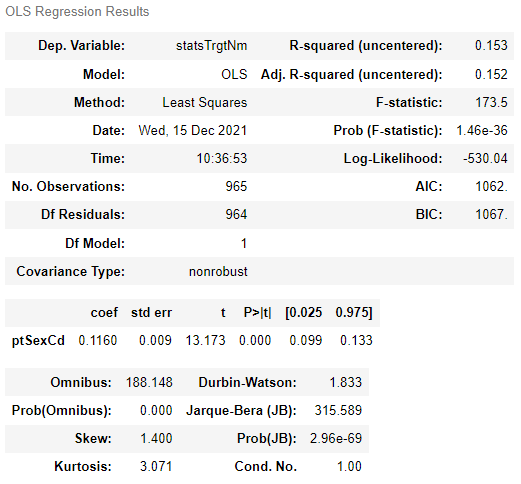 OLS Regression Results
Dep. Variable: statsTrgtNm R-squared (uncentered): 0.153
Model: OLS Adj. R-squared (uncentered): 0.152
Method: Least Squares F-statistic: 173.5
Date: Wed, 15 Dec 2021 Prob (F-statistic): 1.46e-36
Time: 10:36:53 Log-Likelihood: -530.04
No. Observations: 965 AIC: 1062.
Df Residuals: 964 BIC: 1067.
Df Model: 1
Covariance Type: nonrobust
coef std err t P>|t| [0.025 0.975]
ptSexCd 0.1160 0.009 13.173 0.000 0.099 0.133
Omnibus: 188.148 Durbin-Watson: 1.833
Prob(Omnibus): 0.000 Jarque-Bera (JB): 315.589
Skew: 1.400 Prob(JB): 2.96e-69
Kurtosis: 3.071 Cond. No. 1.00